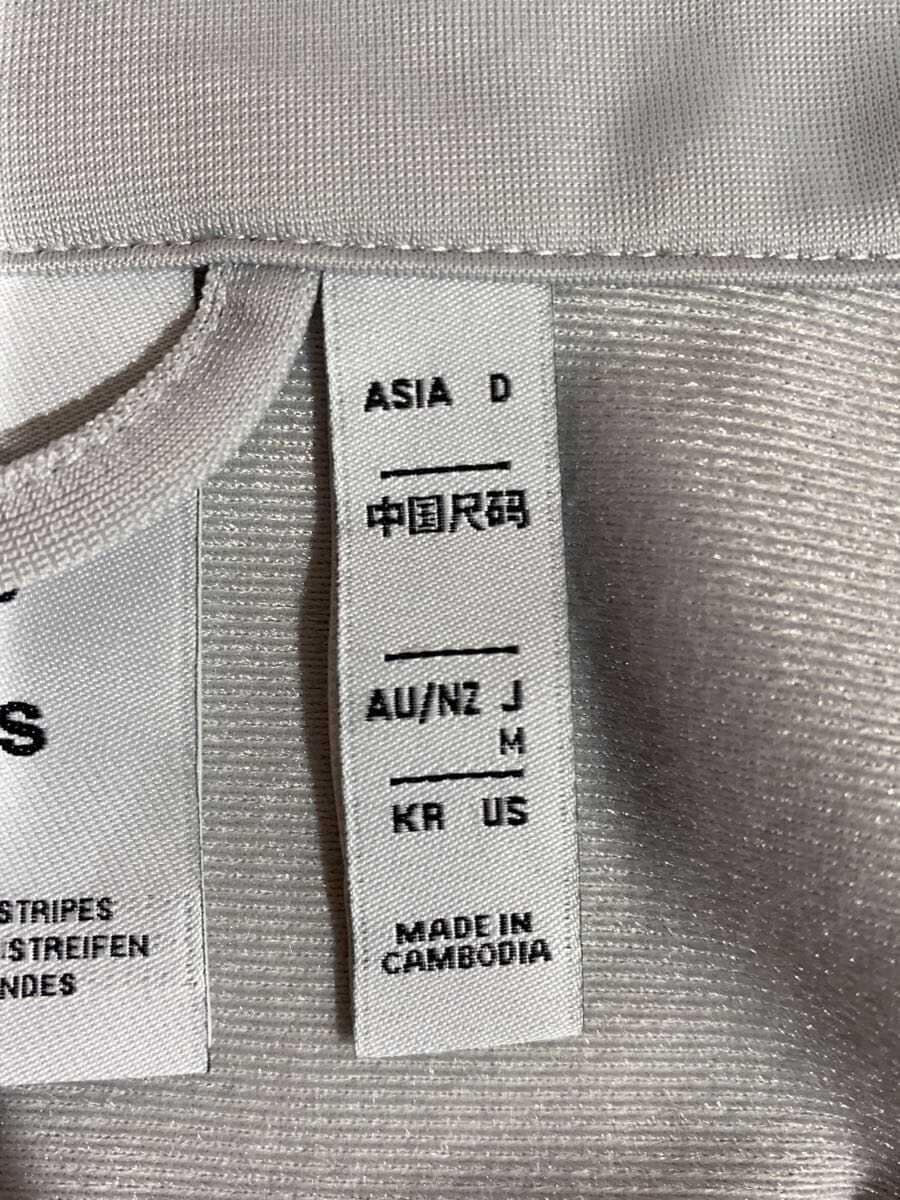 ASIA D
中国尺码
AU/NZ J
M
KR US
MADE IN
CAMBODIA
S
STRIPES
.STREIFEN
NDES